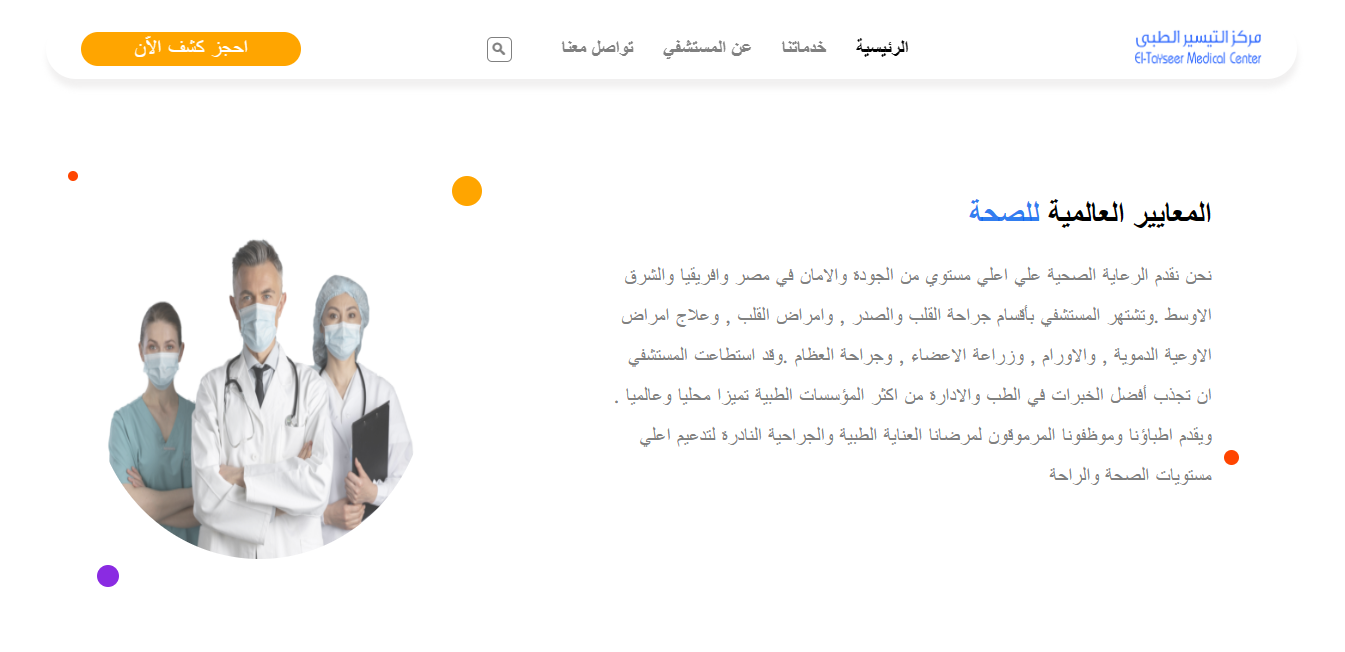 مركز التيسير الطبى
El-Tayseer Medical Center
الرئيسية
خدماتنا
عن المستشفي
تواصل معنا
احجز كشف الآن
المعايير العالمية للصحة
نحن نقدم الرعاية الصحية علي اعلي مستوي من الجودة والامان في مصر وافريقيا والشرق
الاوسط .وتشتهر المستشفي بأقسام جراحة القلب والصدر , وامراض القلب , وعلاج امراض
الاوعية الدموية , والاورام , وزراعة الاعضاء , وجراحة العظام .وقد استطاعت المستشفي
ان تجذب أفضل الخبرات في الطب والادارة من اكثر المؤسسات الطبية تميزا محليا وعالميا .
ويقدم اطباؤنا وموظفونا المرموقون لمرضانا العناية الطبية والجراحية النادرة لتدعيم اعلي
مستويات الصحة والراحة